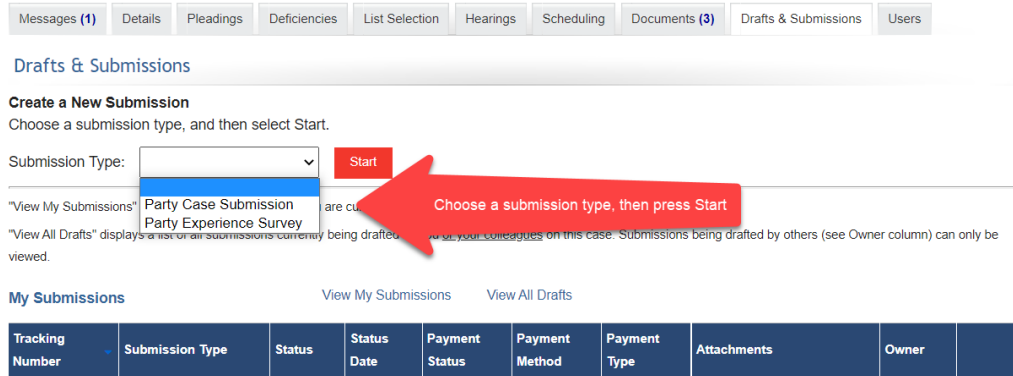 Messages (1) Details Pleadings Deficiencies List Selection Hearings Scheduling Documents (3) Drafts & Submissions Users
Drafts & Submissions
Create a New Submission
Choose a submission type, and then select Start.
Submission Type: Start
Party Case Submission
Party Experience Survey
Choose a submission type, then press Start
"View My Submissions" are
"View All Drafts" displays a list of all submissions currently being drafted or your colleagues on this case. Submissions being drafted by others (see Owner column) can only be
viewed.
My Submissions View My Submissions View All Drafts
Tracking Number Submission Type Status Status Date Payment Status Payment Method Payment Type Attachments Owner